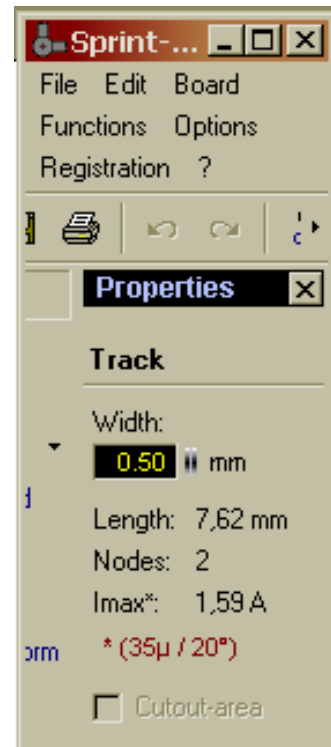 Sprint-...
File Edit Board
Functions Options
Registration ?
Properties
Track
Width:
0.50 mm
Length: 7,62 mm
Nodes: 2
Imax*: 1,59 A
* (35µ / 20°)
Cutout-area